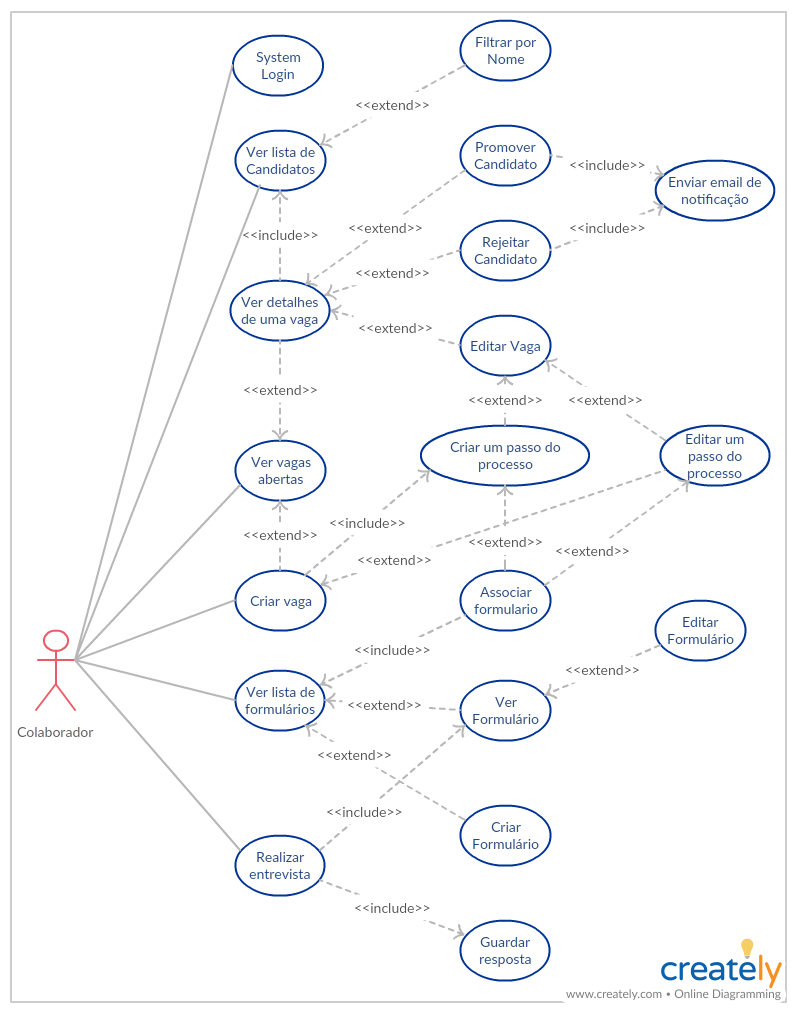 System
Login
Filtrar por
Nome
<<extend>>
Ver lista de
Candidatos
Promover
Candidato
<<include>>
Enviar email de
notificação
<<include>>
<<extend>>
<<include>>
Rejeitar
Candidato
<<extend>>
Ver detalhes
de uma vaga
<<extend>>
Editar Vaga
<<extend>>
<<extend>>
<<extend>>
Criar um passo do
processo
Editar um
passo do
processo
Ver vagas
abertas
<<include>>
<<extend>>
<<extend>>
<<extend>>
<<extend>>
Criar vaga
Associar
formulario
Editar
Formulário
<<include>>
<<extend>>
Ver lista de
formulários
<<extend>>
Ver
Formulário
Colaborador
<<extend>>
<<include>>
Criar
Formulário
Realizar
entrevista
<<include>>
Guardar
resposta
creately
www.creately.com • Online Diagramming